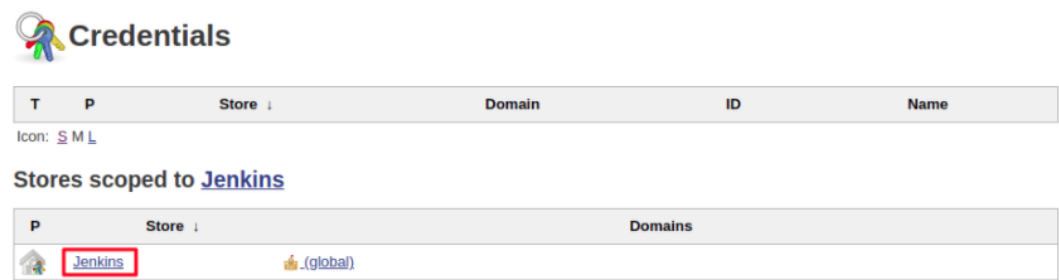 Credentials
T P Store ↓ Domain ID Name
Icon: S M L
Stores scoped to Jenkins
P Store ↓ Domains
Jenkins (global)